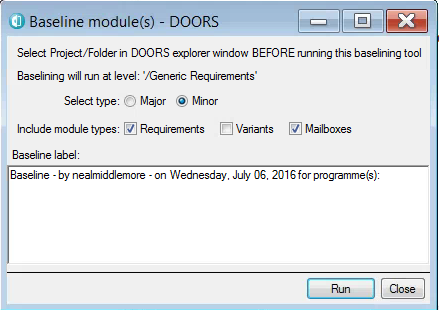 Baseline module(s) - DOORS
Select Project/Folder in DOORS explorer window BEFORE running this baselining tool
Baselining will run at level: '/Generic Requirements'
Select type: Major Minor
Include module types: Requirements Variants Mailboxes
Baseline label:
Baseline - by nealmiddlemore - on Wednesday, July 06, 2016 for programme(s):
Run Close